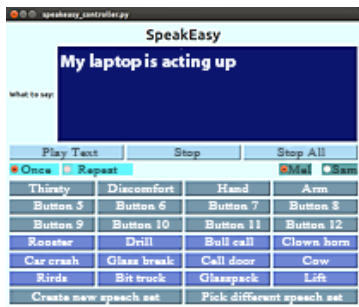 speakeasy_controller.py
SpeakEasy
What to say:
My laptop is acting up
Play Text Stop Stop All
Once Repeat Mel Sam
Thirsty Discomfort Hand Arm
Button 5 Button 6 Button 7 Button 8
Button 9 Button 10 Button 11 Button 12
Rooster Drill Bull call Clown horn
Car crash Glass break Cell door Cow
Birds Bit truck Glasspack Lift
Create new speech set Pick different speech set